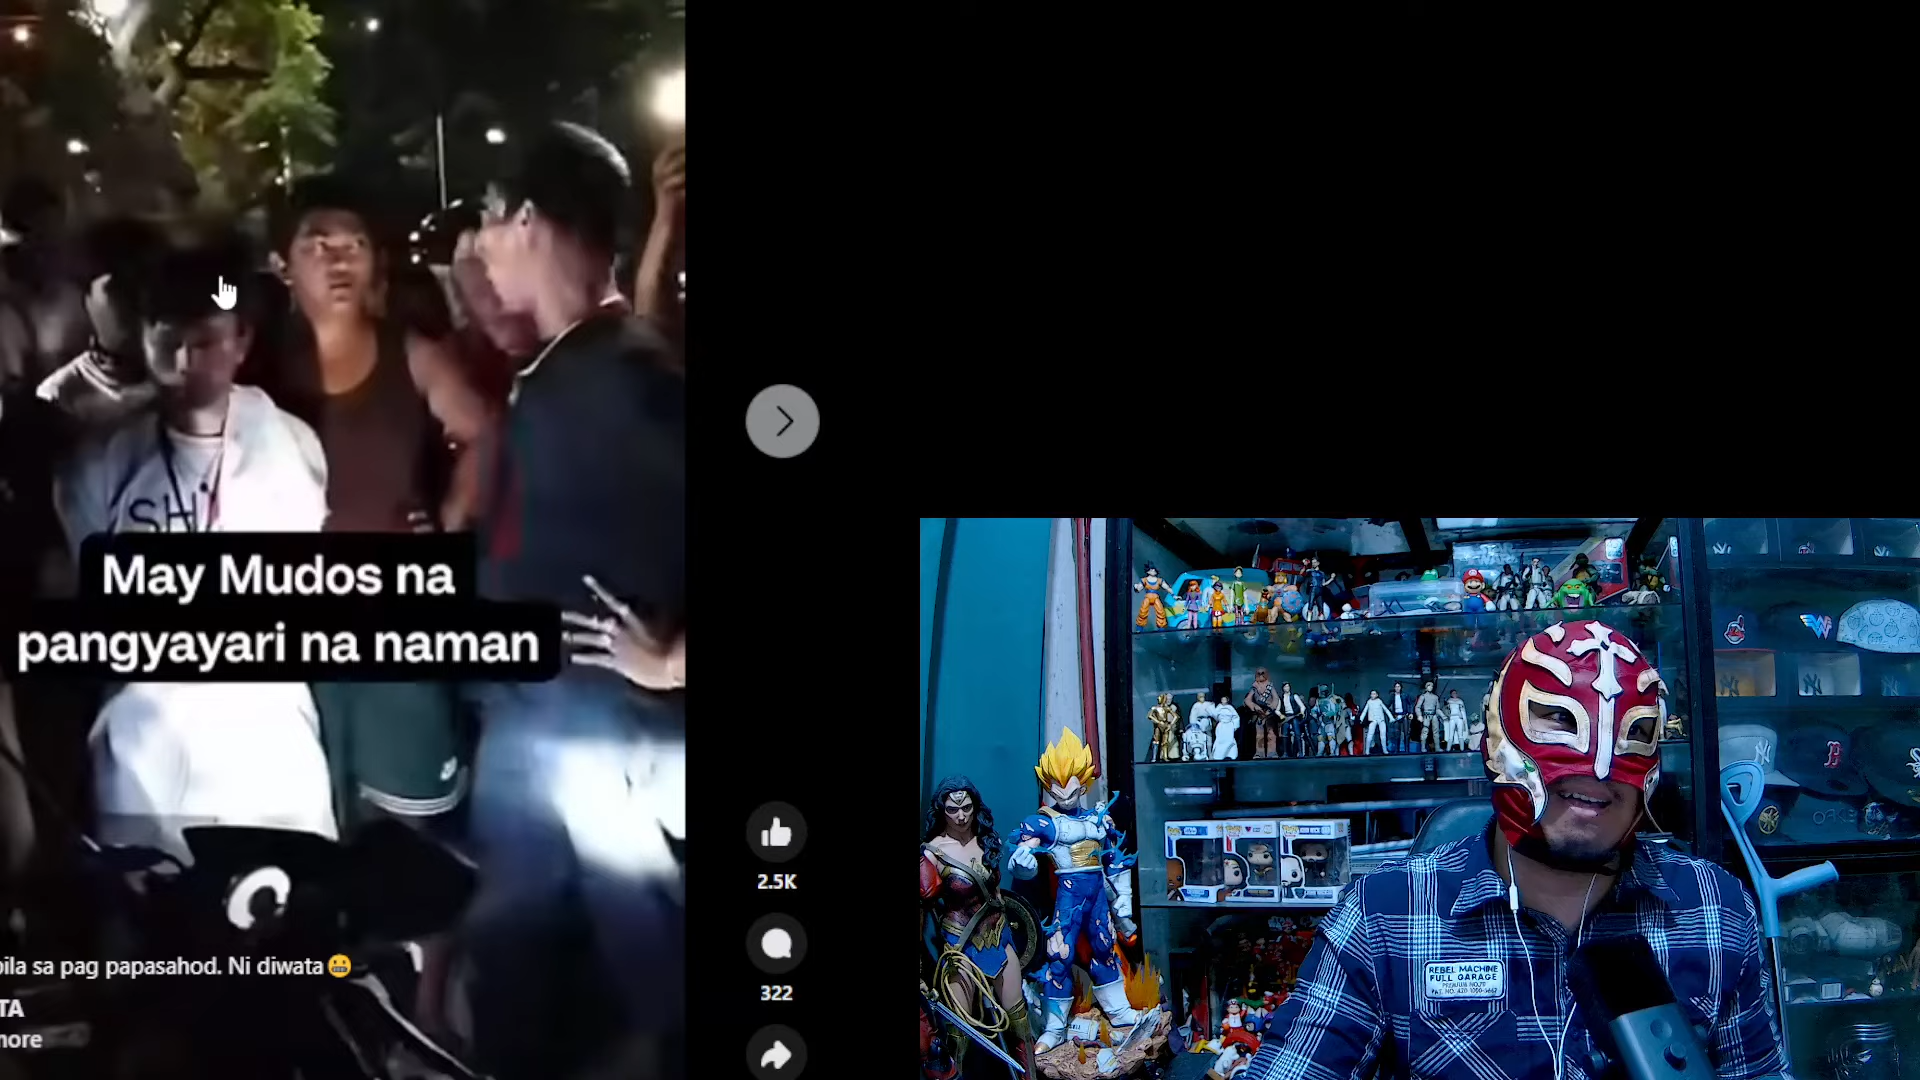 SH
May Mudos na
pangyayari na naman
pila sa pag papasahod. Ni diwata😬
TA
more
2.5K
322
REBEL MACHINE
FULL GARAGE